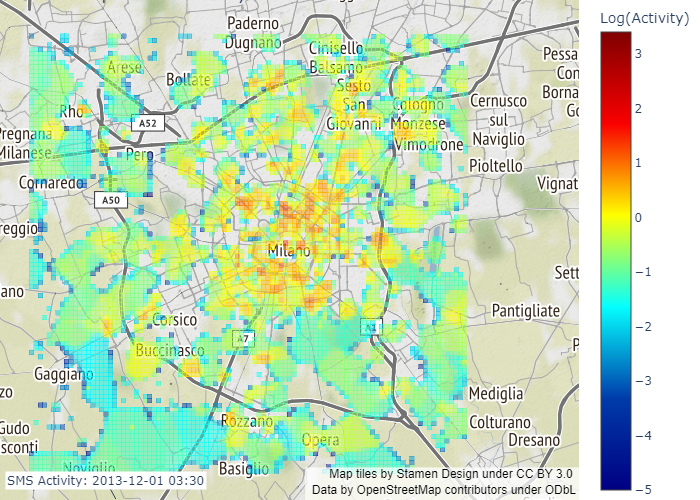 Paderno
Dugnano
Cinisello
Balsamo
Arese
Bollate
Sesto
San
Giovanni
Rho
A52
Cologno
Monzese
Cernusco
sul
Naviglio
Pessa
Con
Borna
Go
Pregnana
Milanese
Pero
Vimodrone
Pioltello
Cornaredo
A50
Vignat
reggio
Milano
Sett
ano
Pantigliate
Corsico
A7
A1
Buccinasco
P
Gaggiano
zo
Mediglia
Gudo
sconti
Rozzano
Opera
Colturano
Dresano
Noviglio
Basiglio
SMS Activity: 2013-12-01 03:30
Map tiles by Stamen Design under CC BY 3.0
Data by OpenStreetMap contributors under ODbL
Log(Activity)
3
2
1
0
−1
−2
−3
−4
−5